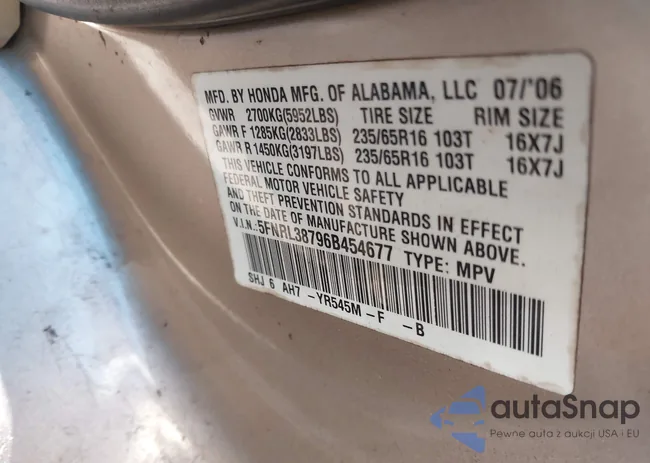 MFD. BY HONDA MFG. OF ALABAMA, LLC 07/'06
GVWR 2700KG(5952LBS) TIRE SIZE RIM SIZE
GAWR F 1285KG(2833LBS) 235/65R16 103T 16X7J
GAWR R 1450KG(3197LBS) 235/65R16 103T 16X7J
THIS VEHICLE CONFORMS TO ALL APPLICABLE
FEDERAL MOTOR VEHICLE SAFETY
AND THEFT PREVENTION STANDARDS IN EFFECT
ON THE DATE OF MANUFACTURE SHOWN ABOVE.
V.I.N.: 5FNRL38796B454677 TYPE: MPV
SHJ 6 AH7 -YR545M-F -B
autaSnap
Pewne auta z aukcji USA i EU